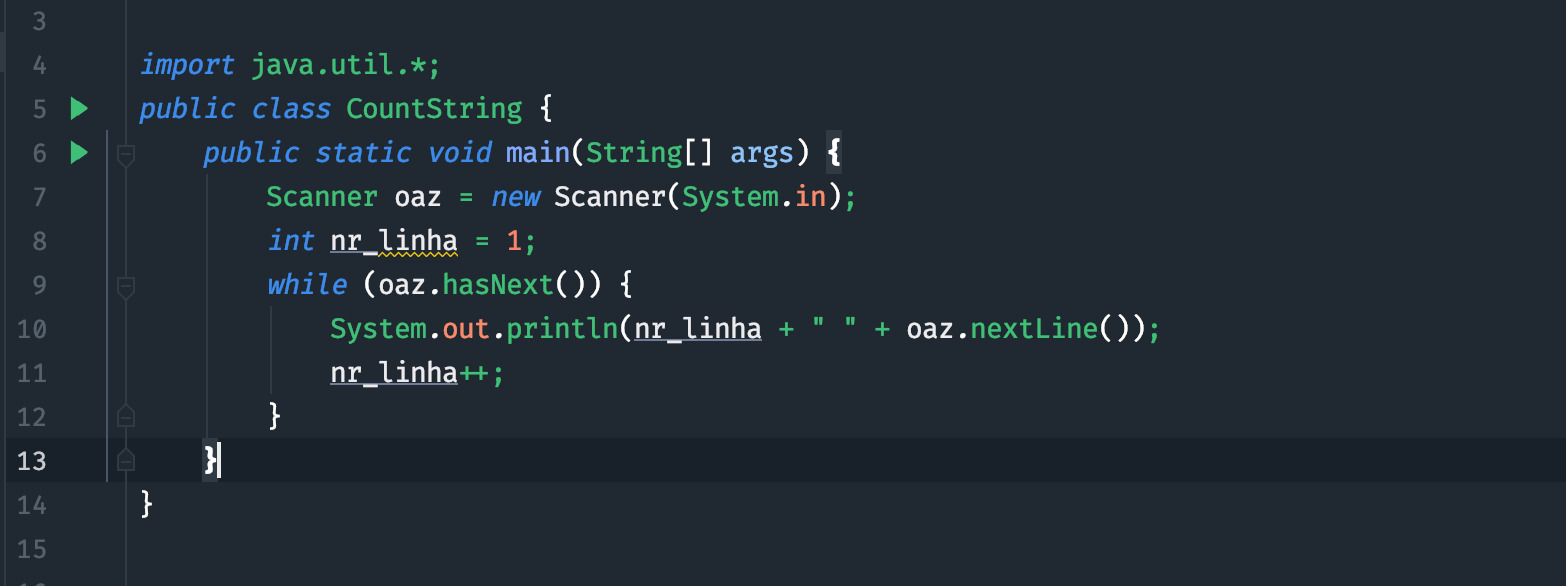 3
4 import java.util.*;
5 public class CountString {
6 public static void main(String[] args) {
7 Scanner oaz = new Scanner(System.in);
8 int nr_linha = 1;
9 while (oaz.hasNext()) {
10 System.out.println(nr_linha + " " + oaz.nextLine());
11 nr_linha++;
12 }
13 }
14 }
15